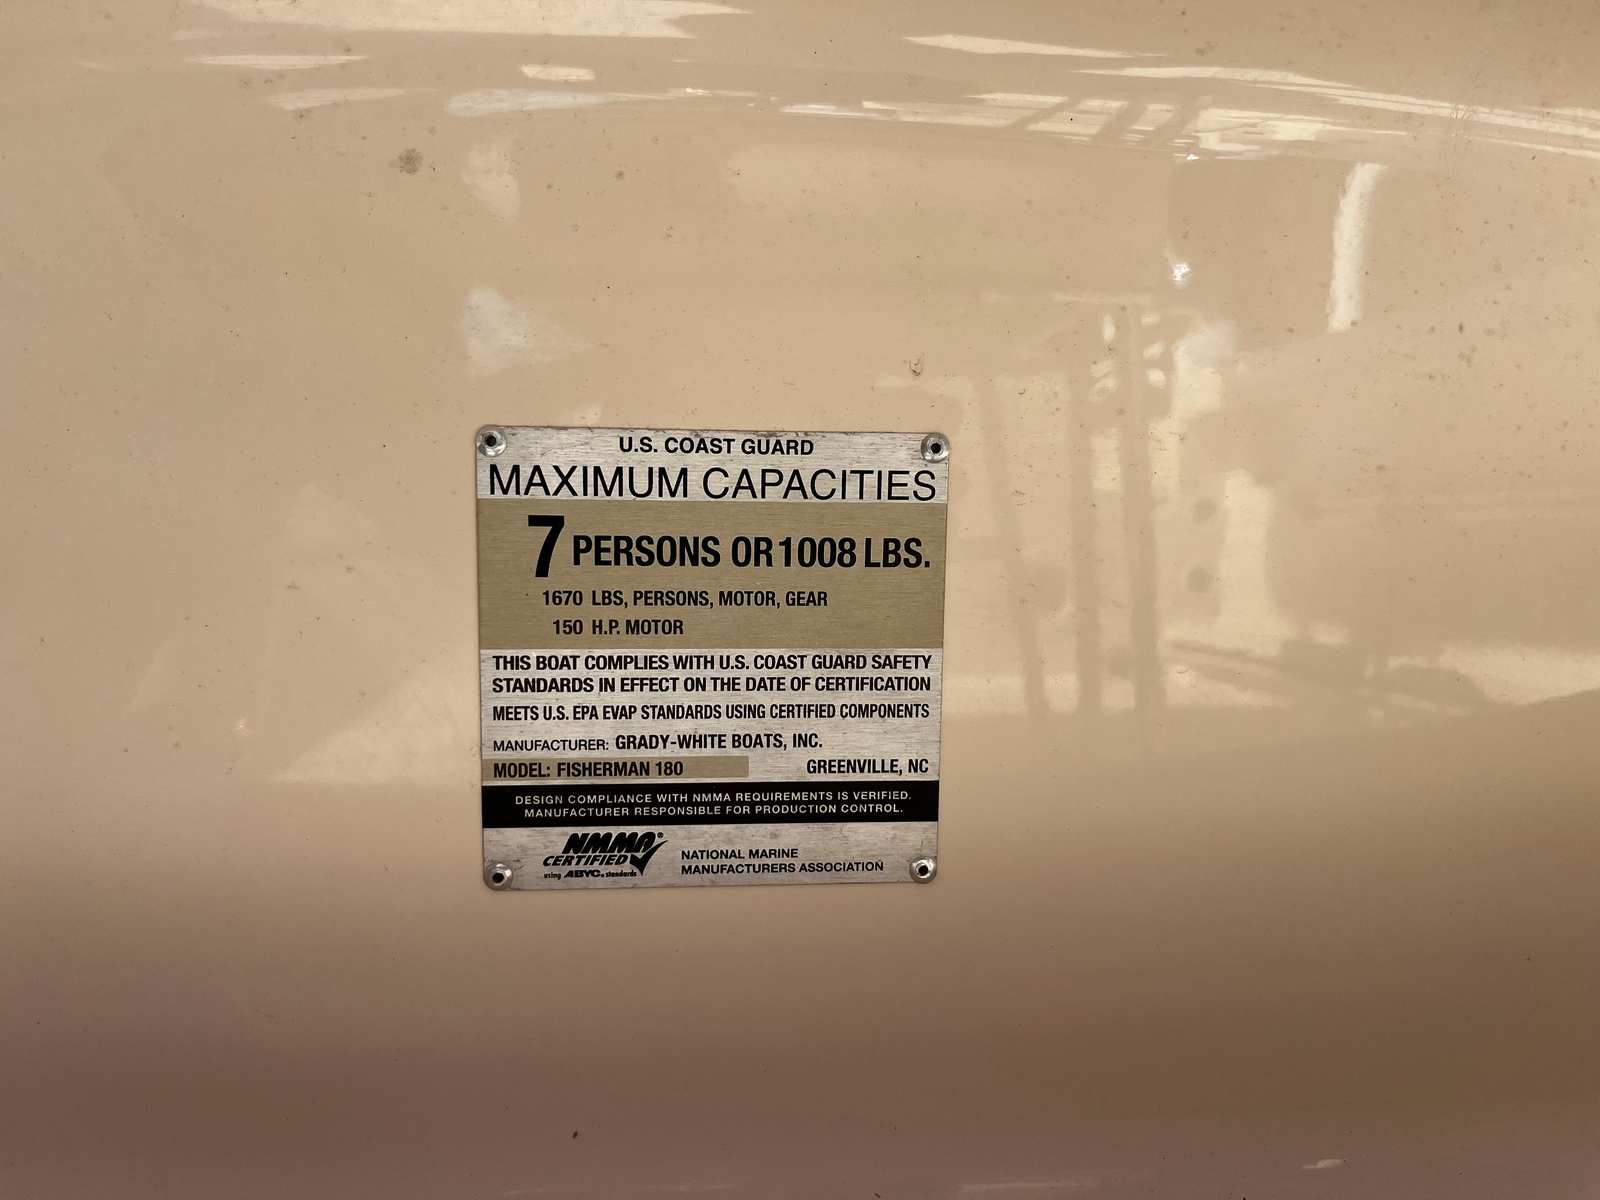 U.S. COAST GUARD
MAXIMUM CAPACITIES
7 PERSONS OR 1008 LBS.
1670 LBS, PERSONS, MOTOR, GEAR
150 H.P. MOTOR
THIS BOAT COMPLIES WITH U.S. COAST GUARD SAFETY
STANDARDS IN EFFECT ON THE DATE OF CERTIFICATION
MEETS U.S. EPA EVAP STANDARDS USING CERTIFIED COMPONENTS
MANUFACTURER: GRADY-WHITE BOATS, INC.
MODEL: FISHERMAN 180 GREENVILLE, NC
DESIGN COMPLIANCE WITH NMMA REQUIREMENTS IS VERIFIED.
MANUFACTURER RESPONSIBLE FOR PRODUCTION CONTROL.
NMMA®
CERTIFIED
using ABYC® standards
NATIONAL MARINE
MANUFACTURERS ASSOCIATION